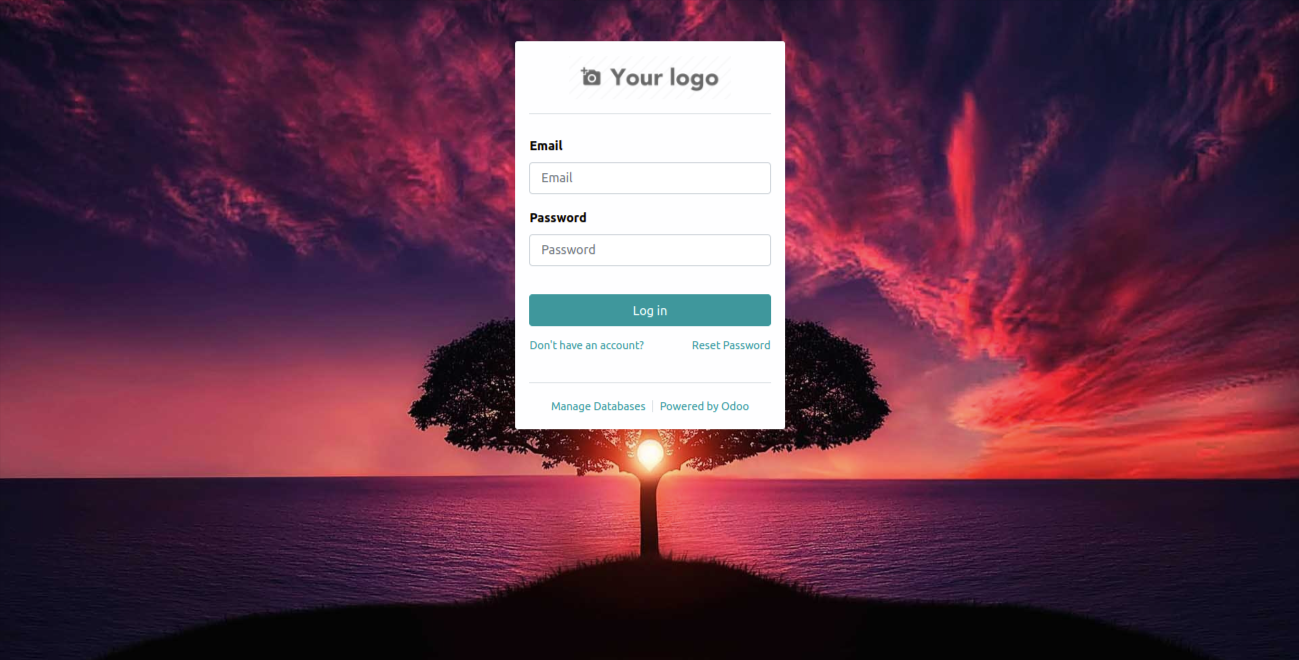 Your logo
Email
Email
Password
Password
Log in
Don't have an account? Reset Password
Manage Databases Powered by Odoo